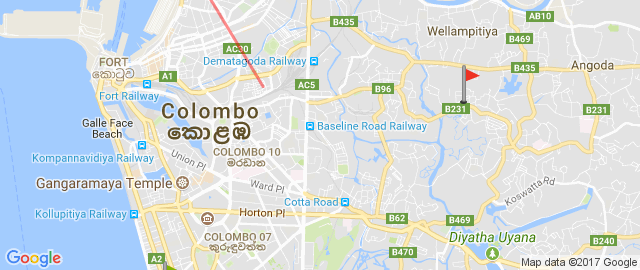 B435
AB10
Wellampitiya
B469
AC30
FORT
කොටුව
A1
Dematagoda Railway
B435
Angoda
Fort Railway
AC5
B96
B231
B231
Colombo
කොළඹ
Galle Face
Beach
Baseline Road Railway
Kompannavidiya Railway
Union Pl
COLOMBO 10
මරදාන
Gangaramaya Temple
Ward Pl
Koswatta Rd
Cotta Road
Kollupitiya Railway
Horton Pl
B62
B469
COLOMBO 07
කුරුඳුවත්ත
Diyatha Uyana
B470
A2
Google
Map data ©2017 Google